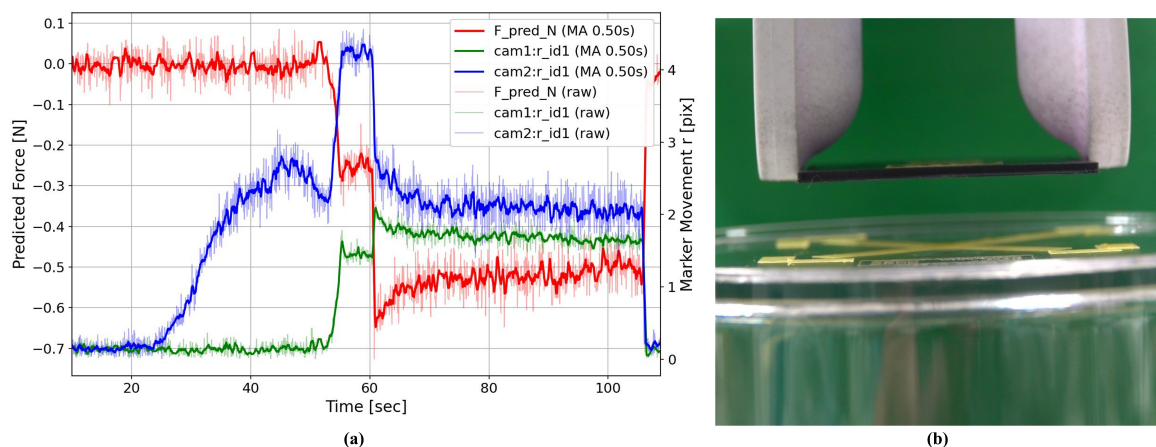 0.1
0.0
−0.1
−0.2
−0.3
−0.4
−0.5
−0.6
−0.7
Predicted Force [N]
20
40
60
80
100
Time [sec]
4
3
2
1
0
Marker Movement r [pix]
F_pred_N (MA 0.50s)
cam1:r_id1 (MA 0.50s)
cam2:r_id1 (MA 0.50s)
F_pred_N (raw)
cam1:r_id1 (raw)
cam2:r_id1 (raw)
(a)
(b)